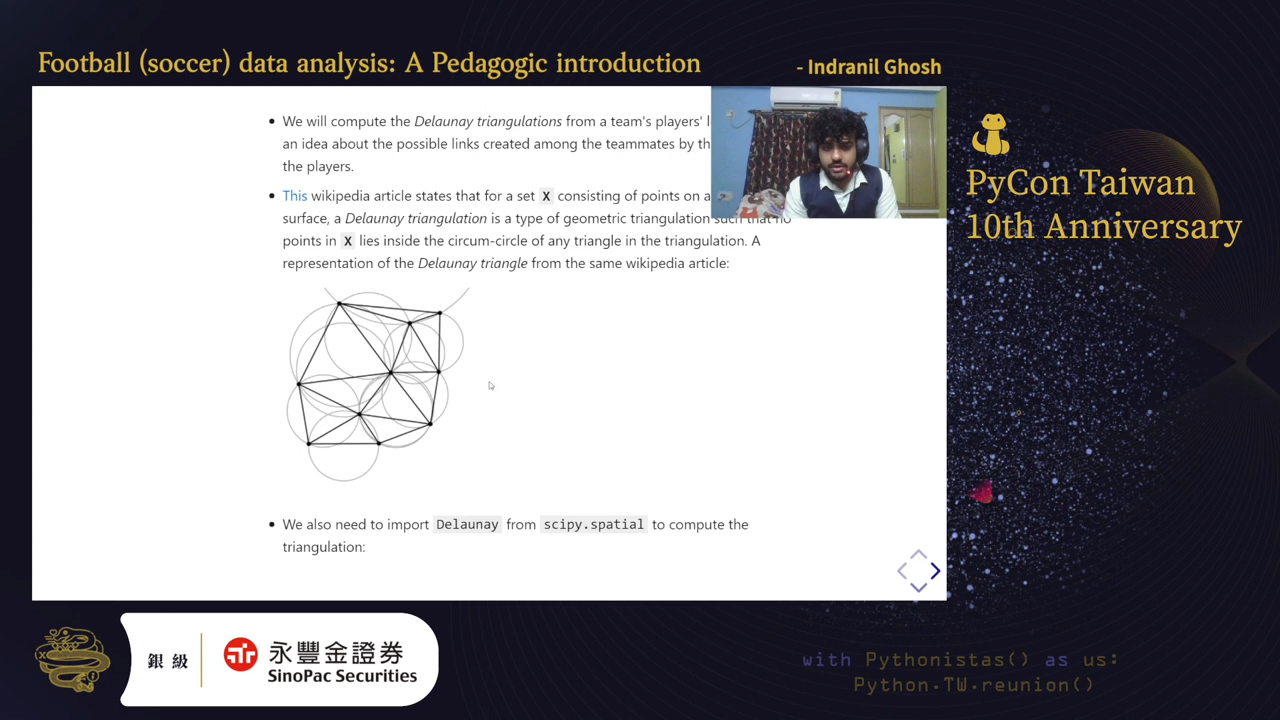 Football (soccer) data analysis: A Pedagogic introduction
- Indranil Ghosh
We will compute the Delaunay triangulations from a team's players'
an idea about the possible links created among the teammates by
the players.
This wikipedia article states that for a set X consisting of points on a
surface, a Delaunay triangulation is a type of geometric triangulation such that no
points in X lies inside the circum-circle of any triangle in the triangulation. A
representation of the Delaunay triangle from the same wikipedia article:
We also need to import Delaunay from scipy.spatial to compute the
triangulation:
PyCon Taiwan
10th Anniversary
銀級
永豐金證券
SinoPac Securities
with Pythonistas() as us:
Python.TW.reunion()